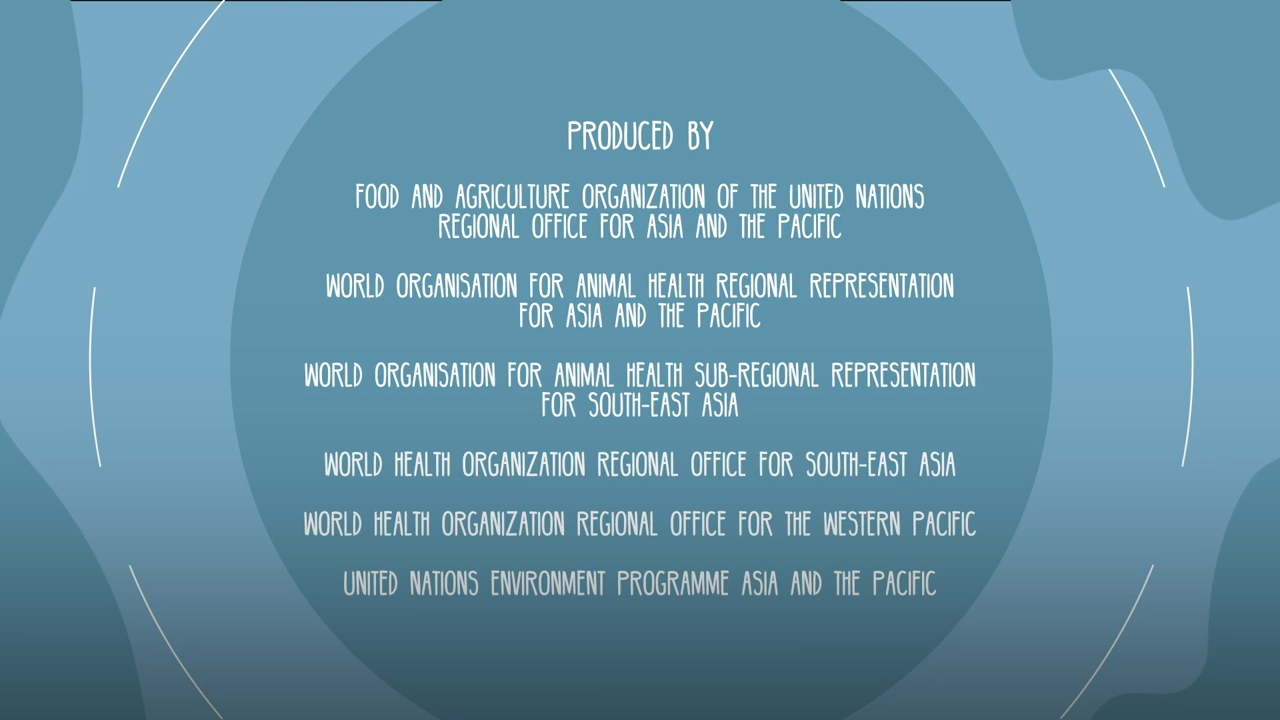 PRODUCED BY
FOOD AND AGRICULTURE ORGANIZATION OF THE UNITED NATIONS
REGIONAL OFFICE FOR ASIA AND THE PACIFIC
WORLD ORGANISATION FOR ANIMAL HEALTH REGIONAL REPRESENTATION
FOR ASIA AND THE PACIFIC
WORLD ORGANISATION FOR ANIMAL HEALTH SUB-REGIONAL REPRESENTATION
FOR SOUTH-EAST ASIA
WORLD HEALTH ORGANIZATION REGIONAL OFFICE FOR SOUTH-EAST ASIA
WORLD HEALTH ORGANIZATION REGIONAL OFFICE FOR THE WESTERN PACIFIC
UNITED NATIONS ENVIRONMENT PROGRAMME ASIA AND THE PACIFIC